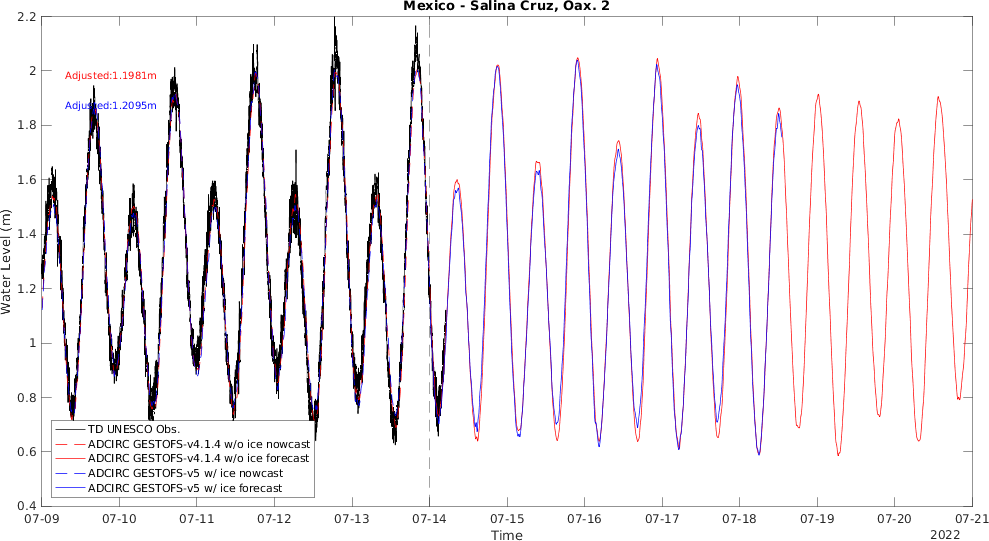 Mexico - Salina Cruz, Oax. 2
Water Level (m)
2.2
2
1.8
1.6
1.4
1.2
1
0.8
0.6
0.4
Adjusted:1.1981m
Adjusted:1.2095m
TD UNESCO Obs.
ADCIRC GESTOFS-v4.1.4 w/o ice nowcast
ADCIRC GESTOFS-v4.1.4 w/o ice forecast
ADCIRC GESTOFS-v5 w/ ice nowcast
ADCIRC GESTOFS-v5 w/ ice forecast
07-09 07-10 07-11 07-12 07-13 07-14 07-15 07-16 07-17 07-18 07-19 07-20 07-21
Time
2022